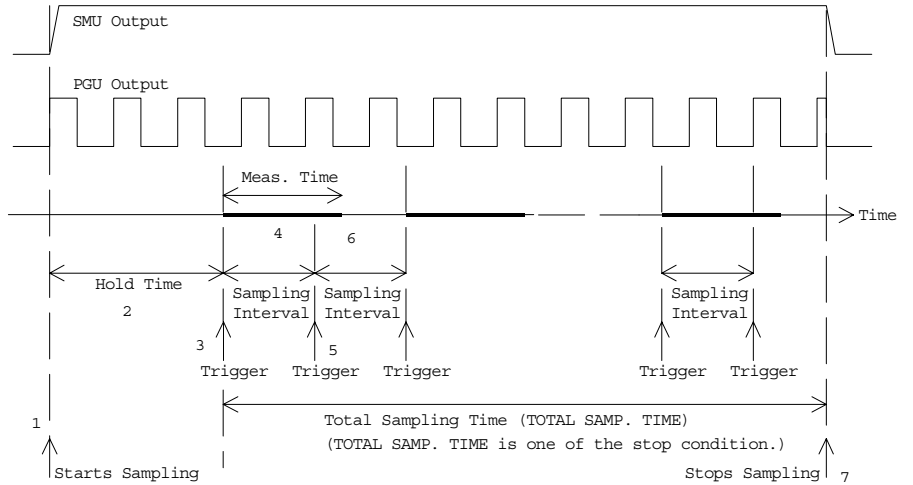 SMU Output
PGU Output
Meas. Time
Time
4
6
Hold Time
2
Sampling Interval
Sampling Interval
Sampling Interval
3
5
Trigger
Trigger
Trigger
Trigger
Trigger
1
Total Sampling Time (TOTAL SAMP. TIME)
(TOTAL SAMP. TIME is one of the stop condition.)
Starts Sampling
Stops Sampling
7